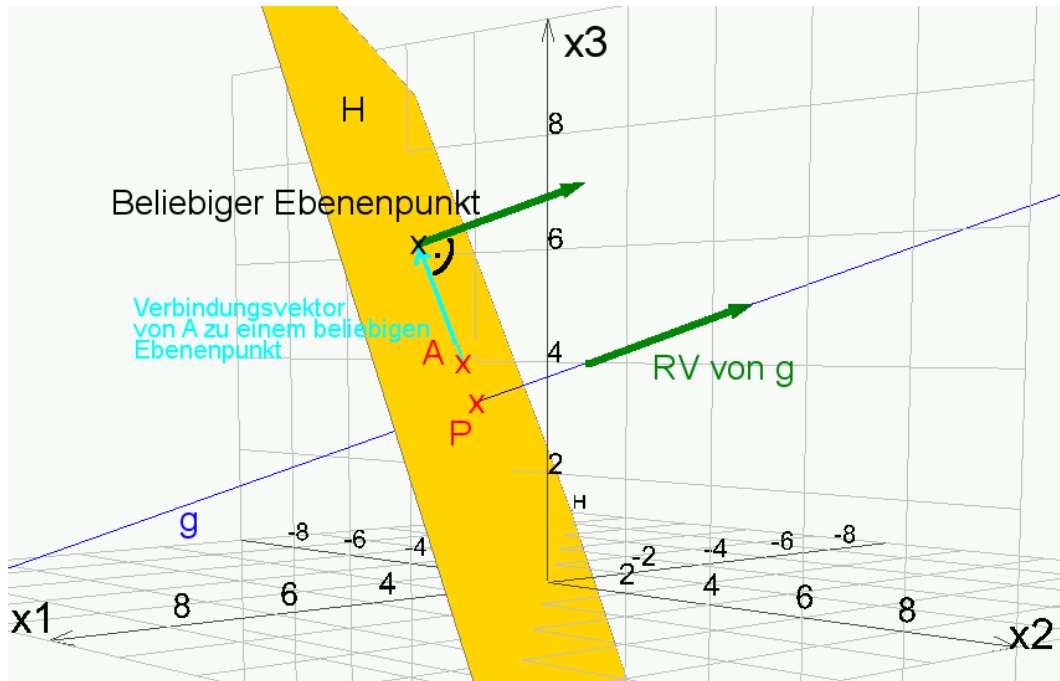 x3
H
8
Beliebiger Ebenenpunkt
x
6
Verbindungsvektor
von A zu einem beliebigen
Ebenenpunkt
A x
4
RV von g
x
P
2
H
g
-8 -6 -4
-2 -4 -6 -8
8 6 4
2 4 6 8
x1
x2